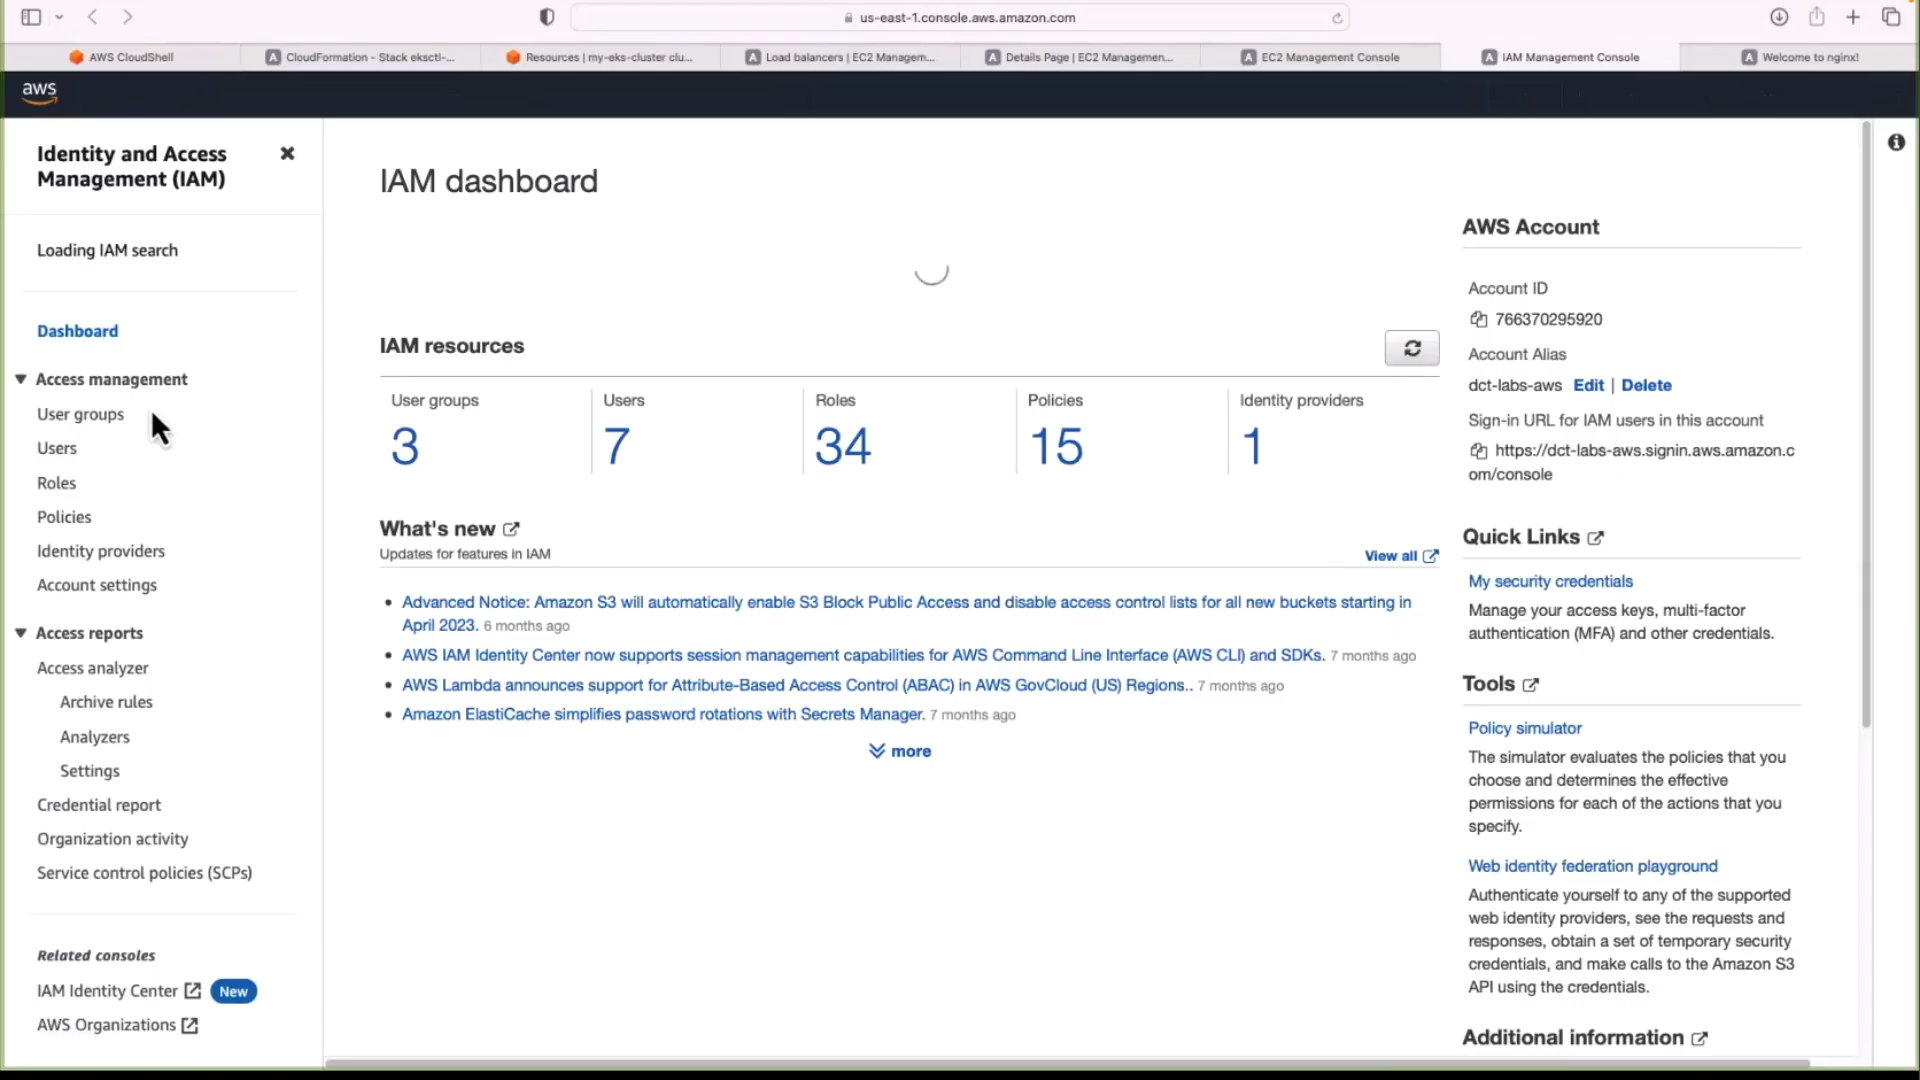 us-east-1.console.aws.amazon.com
AWS CloudShell
CloudFormation - Stack eksctl-...
Resources | my-eks-cluster clu...
Load balancers | EC2 Managem...
Details Page | EC2 Managemen...
EC2 Management Console
IAM Management Console
Welcome to nginx!
aws
Identity and Access
Management (IAM)
Loading IAM search
Dashboard
Access management
User groups
Users
Roles
Policies
Identity providers
Account settings
Access reports
Access analyzer
Archive rules
Analyzers
Settings
Credential report
Organization activity
Service control policies (SCPs)
Related consoles
IAM Identity Center New
AWS Organizations
IAM dashboard
IAM resources
User groups
3
Users
7
Roles
34
Policies
15
Identity providers
1
What's new
Updates for features in IAM
View all
Advanced Notice: Amazon S3 will automatically enable S3 Block Public Access and disable access control lists for all new buckets starting in
April 2023. 6 months ago
AWS IAM Identity Center now supports session management capabilities for AWS Command Line Interface (AWS CLI) and SDKs. 7 months ago
AWS Lambda announces support for Attribute-Based Access Control (ABAC) in AWS GovCloud (US) Regions.. 7 months ago
Amazon ElastiCache simplifies password rotations with Secrets Manager. 7 months ago
more
AWS Account
Account ID
766370295920
Account Alias
dct-labs-aws Edit | Delete
Sign-in URL for IAM users in this account
https://dct-labs-aws.signin.aws.amazon.c
om/console
Quick Links
My security credentials
Manage your access keys, multi-factor
authentication (MFA) and other credentials.
Tools
Policy simulator
The simulator evaluates the policies that you
choose and determines the effective
permissions for each of the actions that you
specify.
Web identity federation playground
Authenticate yourself to any of the supported
web identity providers, see the requests and
responses, obtain a set of temporary security
credentials, and make calls to the Amazon S3
API using the credentials.
Additional information